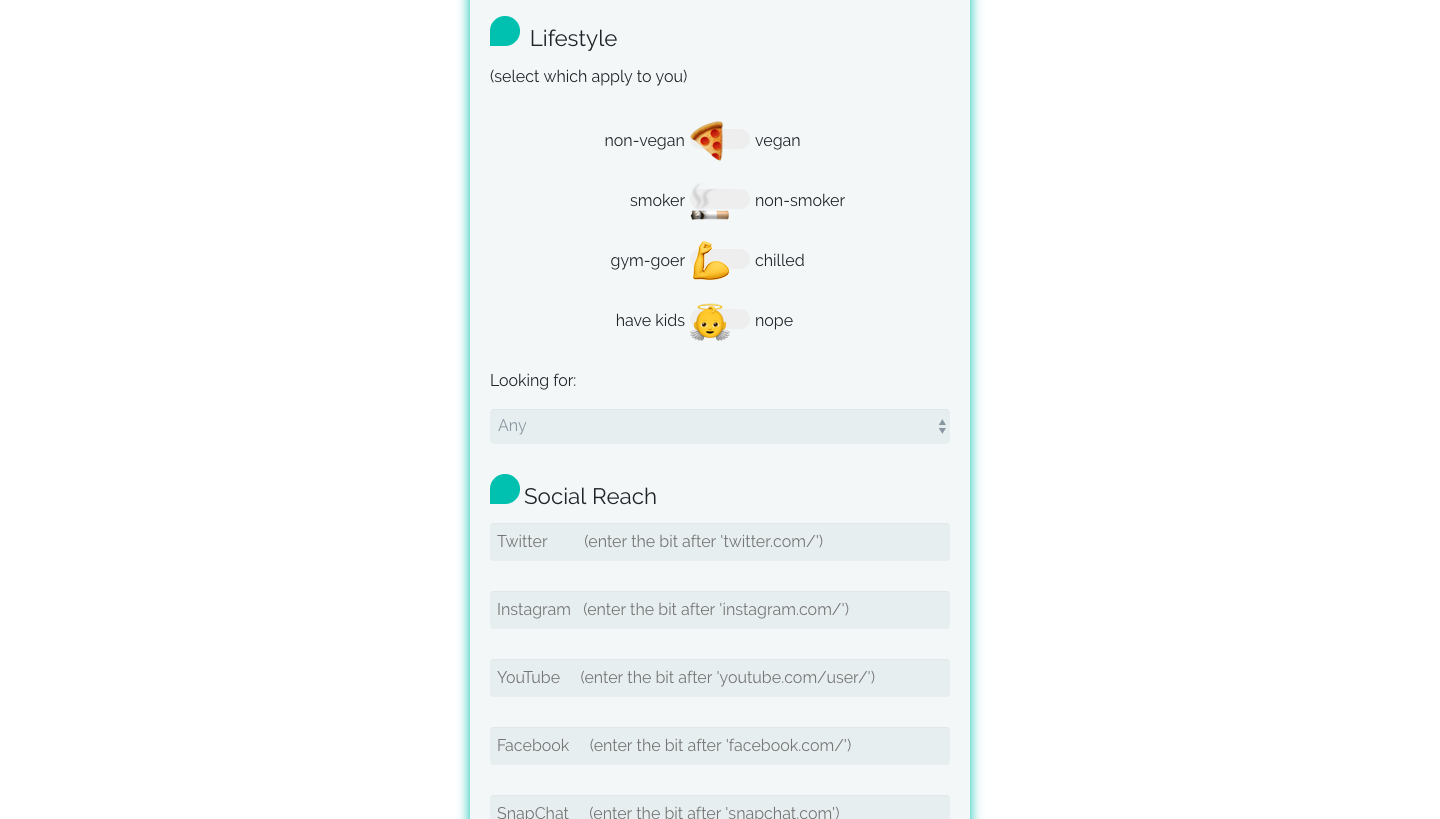 Lifestyle
(select which apply to you)
non-vegan vegan
smoker non-smoker
gym-goer chilled
have kids nope
Looking for:
Any
Social Reach
Twitter (enter the bit after 'twitter.com/')
Instagram (enter the bit after 'instagram.com/')
YouTube (enter the bit after 'youtube.com/user/')
Facebook (enter the bit after 'facebook.com/')
SnapChat (enter the bit after 'snapchat.com')